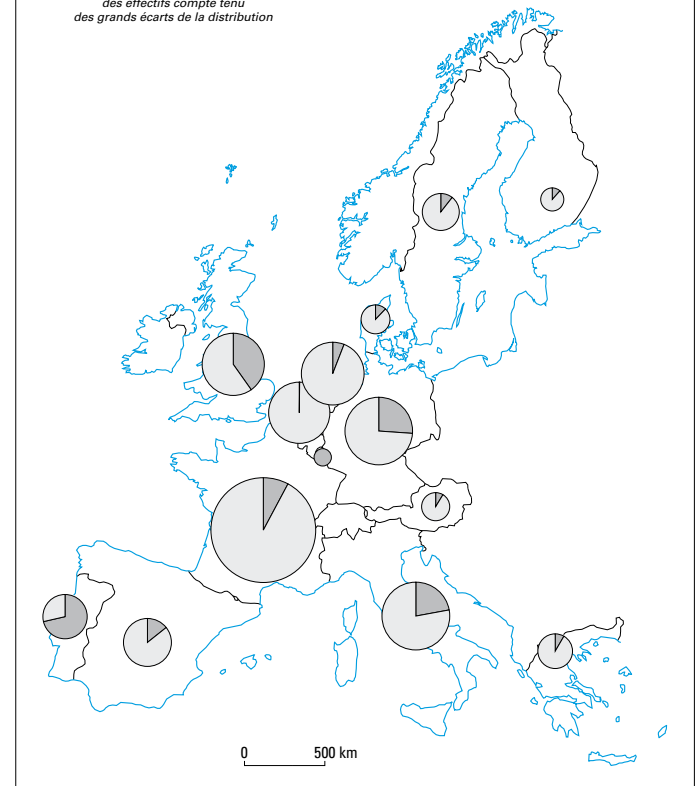 des effectifs compte tenu
des grands écarts de la distribution
0 500 km